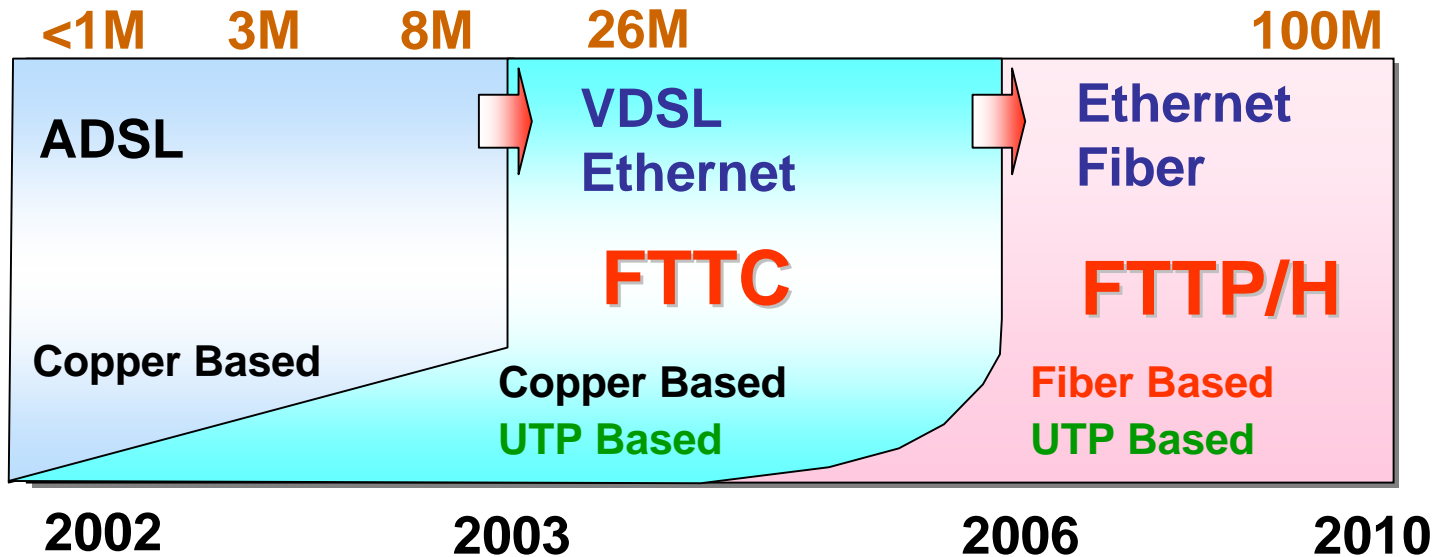 <1M 3M 8M 26M 100M
ADSL
Copper Based
VDSL
Ethernet
FTTC
Copper Based
UTP Based
Ethernet
Fiber
FTTP/H
Fiber Based
UTP Based
2002 2003 2006 2010